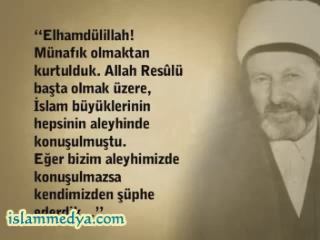 “Elhamdülillah!
Münafık olmaktan
kurtulduk. Allah Resûlü
başta olmak üzere,
İslam büyüklerinin
hepsinin aleyhinde
konuşulmuştu.
Eğer bizim aleyhimizde
konuşulmazsa
kendimizden şüphe
ederdik...”
islammedya.com